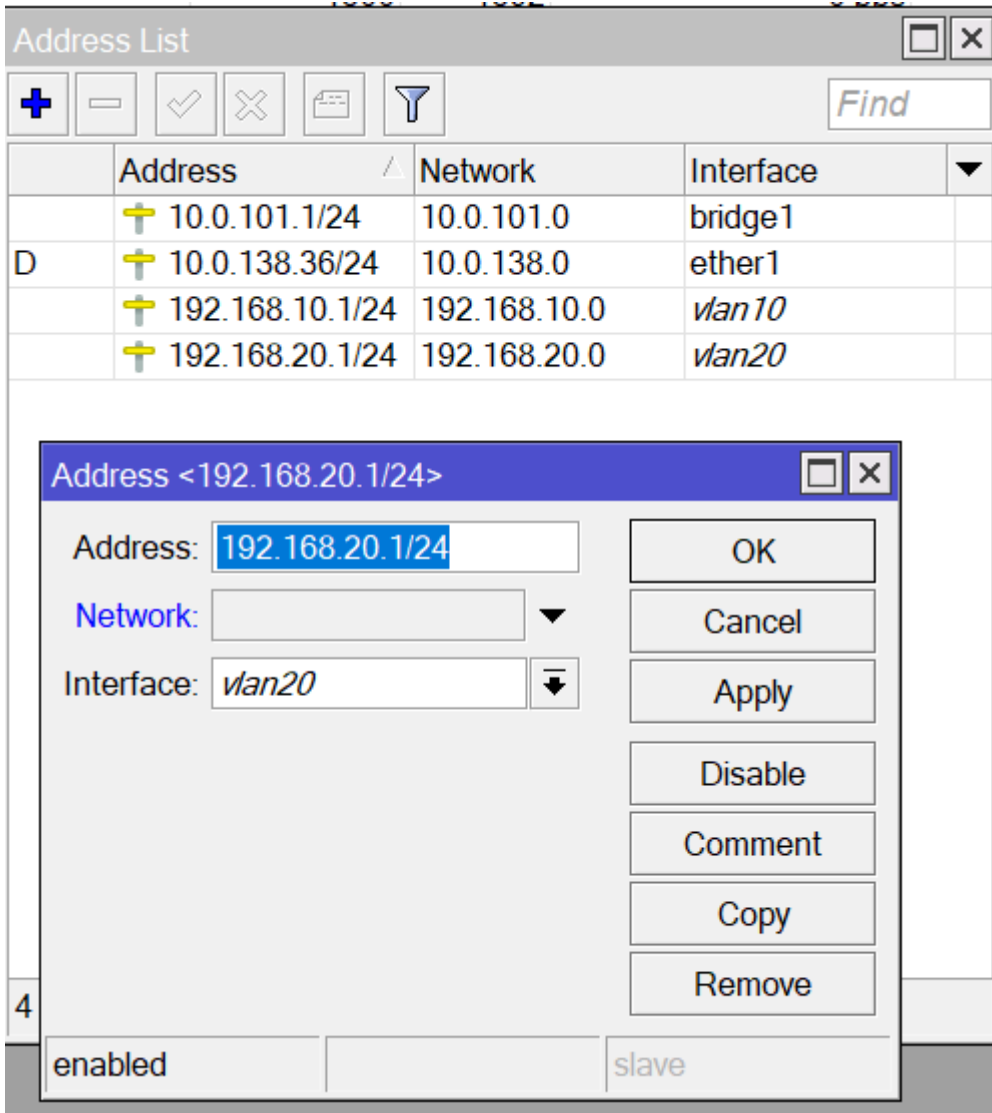 Address List
Find
Address Network Interface
10.0.101.1/24 10.0.101.0 bridge1
D 10.0.138.36/24 10.0.138.0 ether1
192.168.10.1/24 192.168.10.0 vlan10
192.168.20.1/24 192.168.20.0 vlan20
Address <192.168.20.1/24>
Address: 192.168.20.1/24 OK
Network: Cancel
Interface: vlan20 Apply
Disable
Comment
Copy
Remove
4
enabled slave